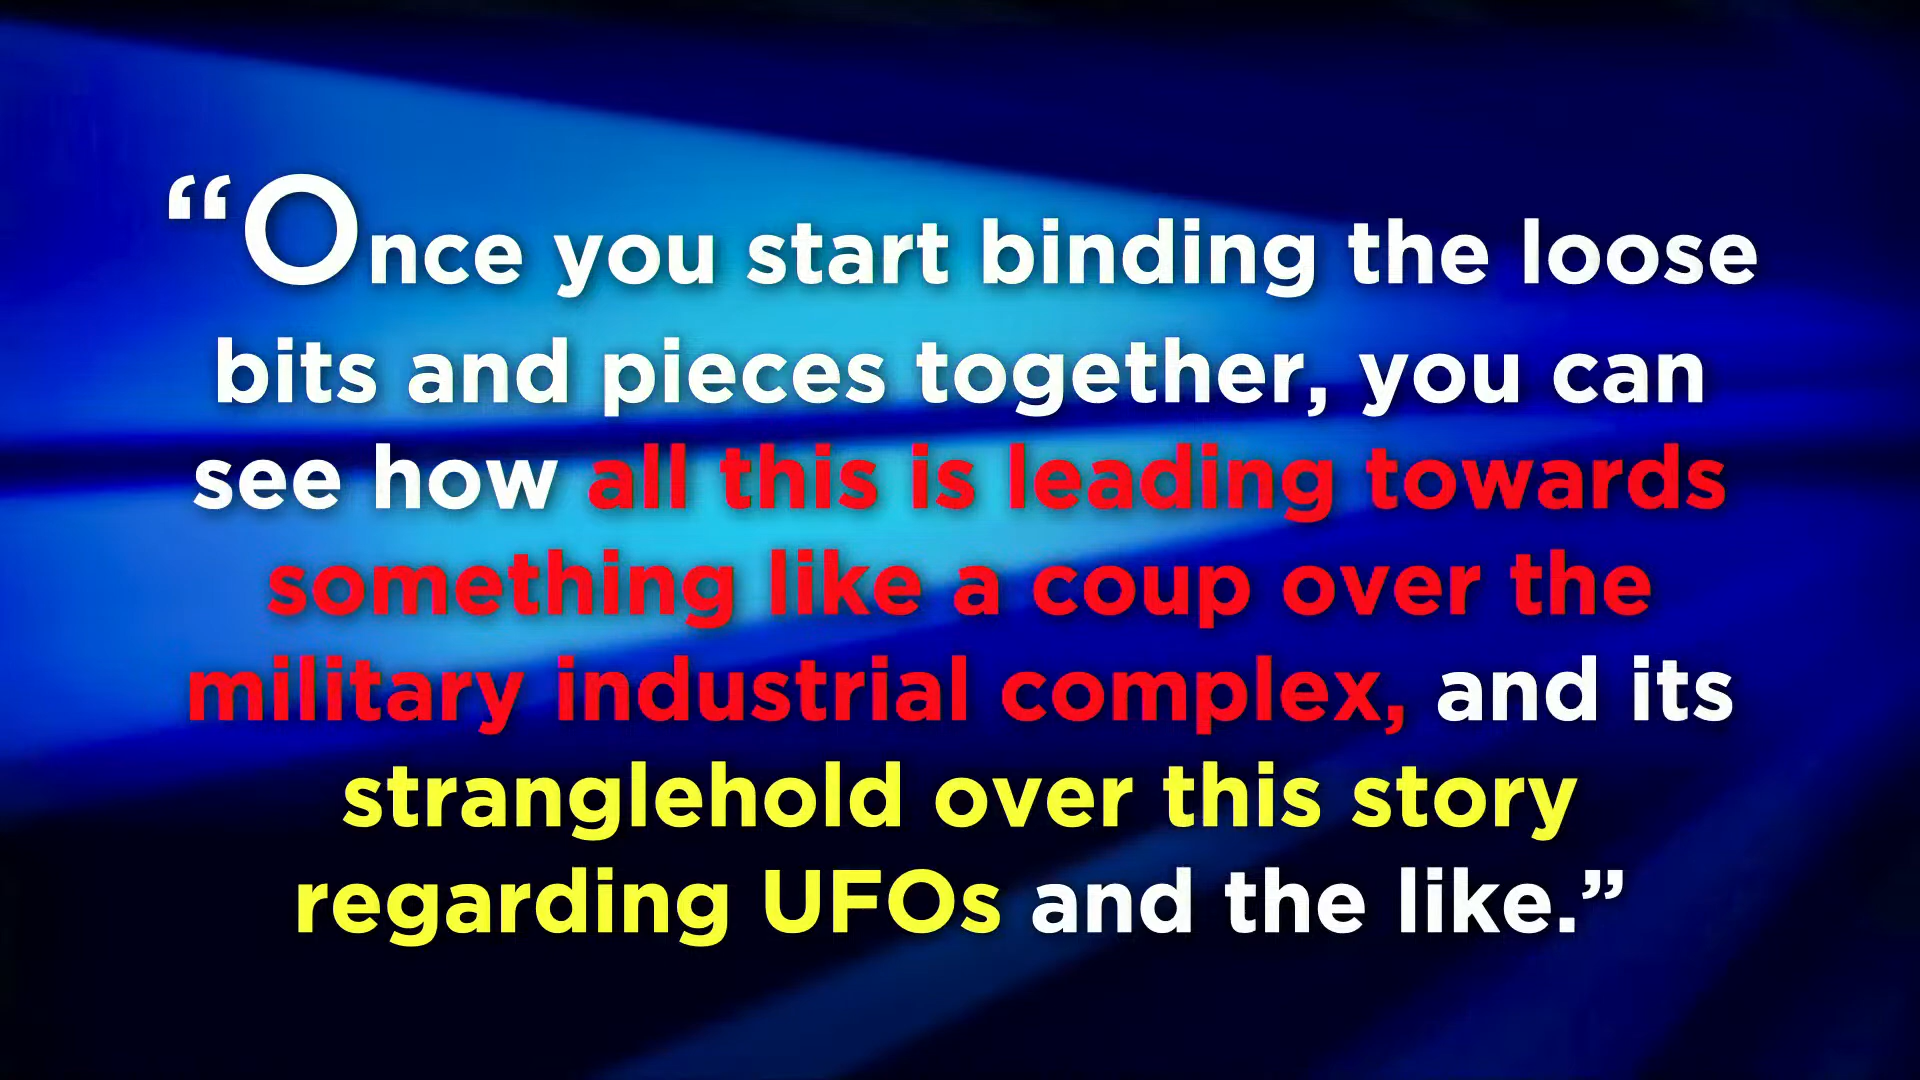 “Once you start binding the loose
bits and pieces together, you can
see how all this is leading towards
something like a coup over the
military industrial complex, and its
stranglehold over this story
regarding UFOs and the like.”